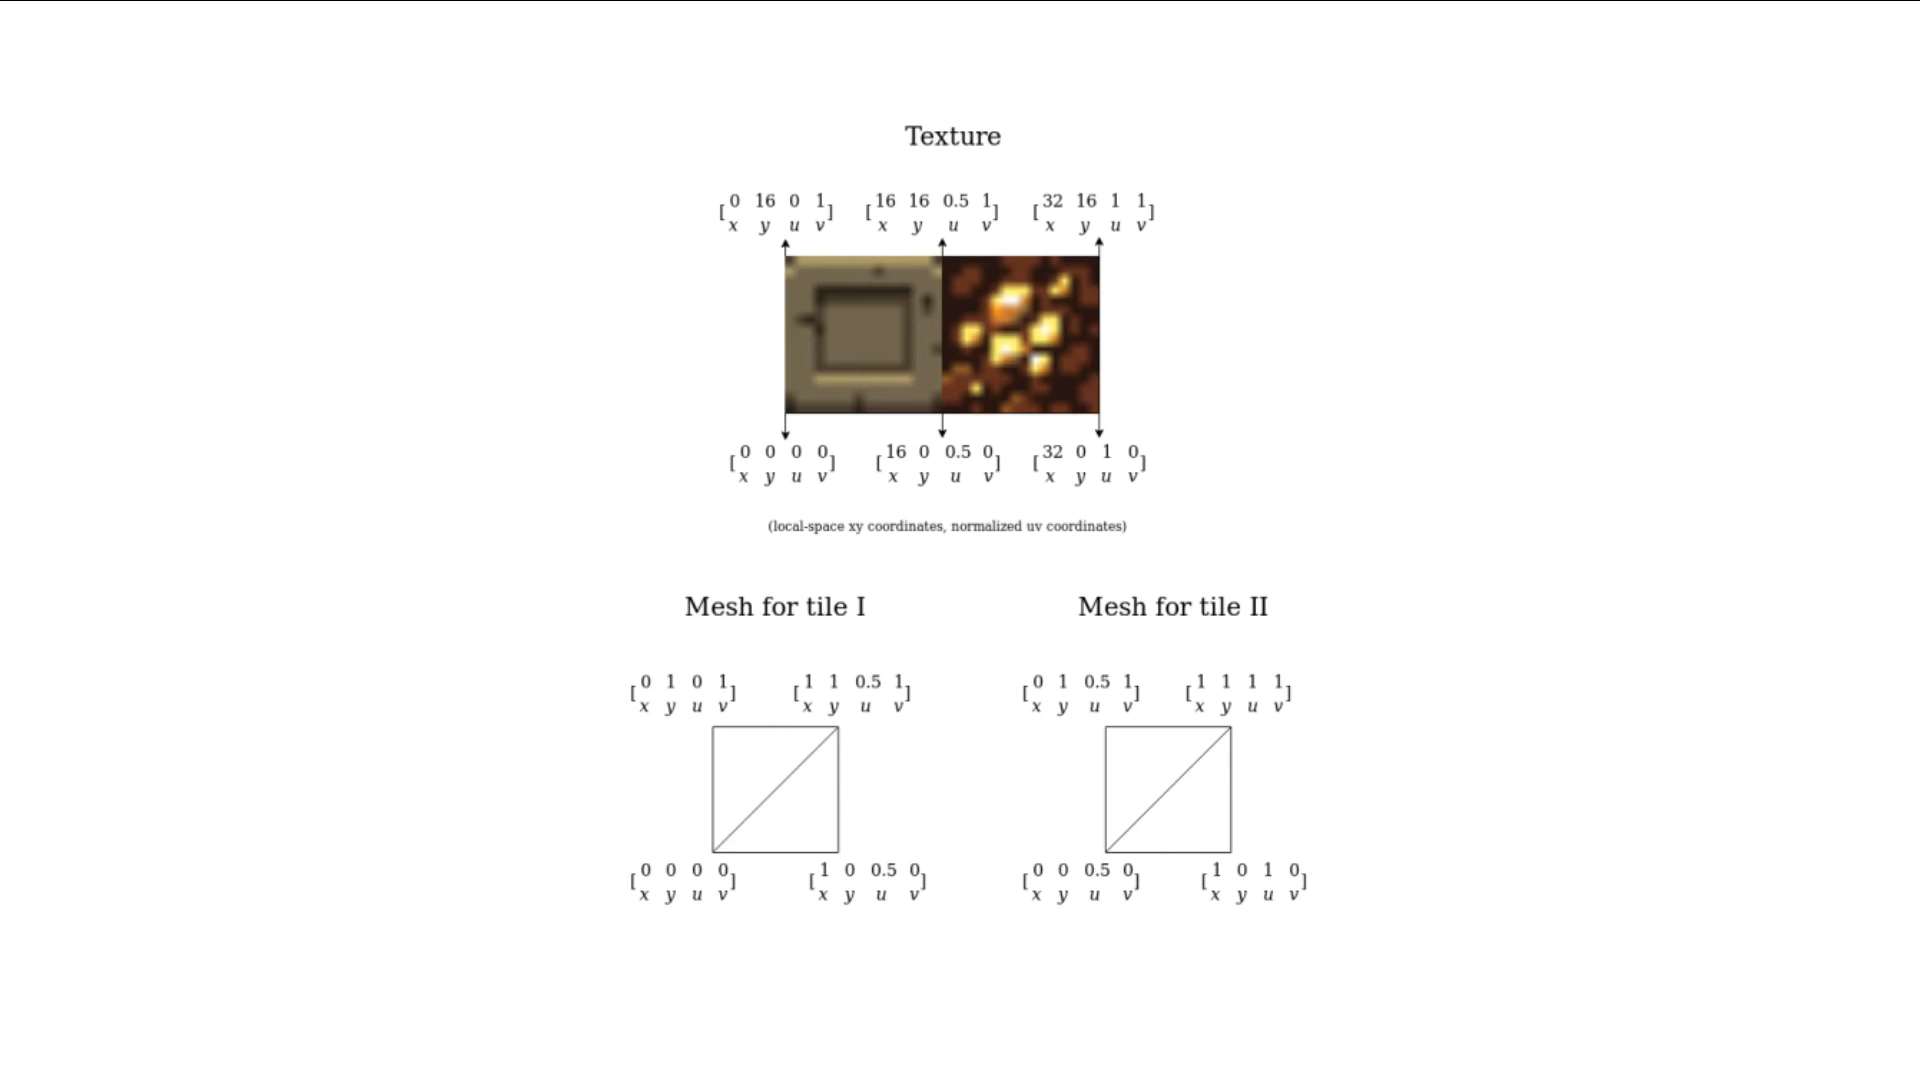 Texture
[0 16 0 1] [16 16 0.5 1] [32 16 1 1]
x y u v x y u v x y u v
[0 0 0 0] [16 0 0.5 0] [32 0 1 0]
x y u v x y u v x y u v
(local-space xy coordinates, normalized uv coordinates)
Mesh for tile I Mesh for tile II
[0 1 0 1] [1 1 0.5 1] [0 1 0.5 1] [1 1 1 1]
x y u v x y u v x y u v x y u v
[0 0 0 0] [1 0 0.5 0] [0 0 0.5 0] [1 0 1 0]
x y u v x y u v x y u v x y u v